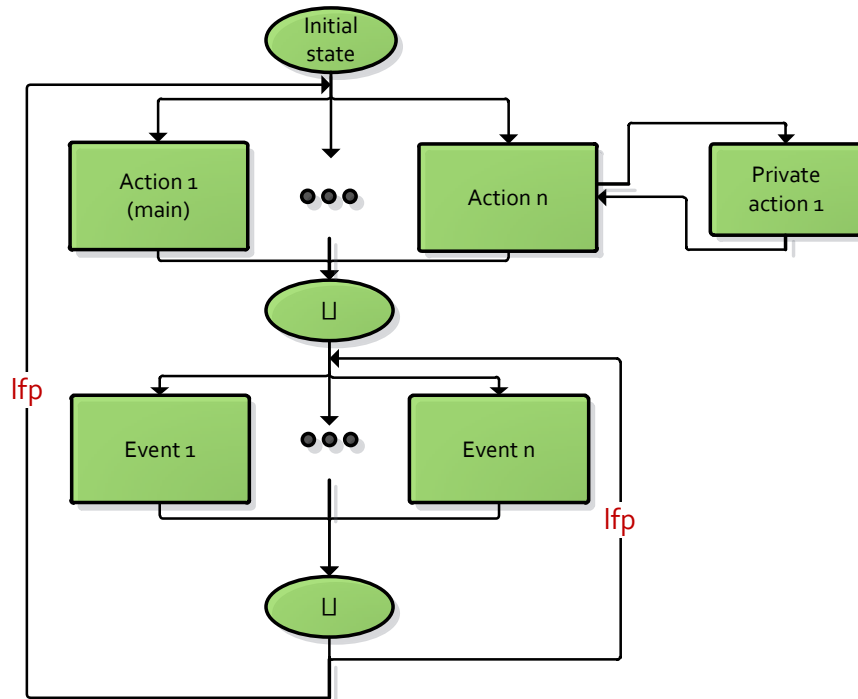 Initial
state
Action 1
(main)
Action n
Private
action 1
⊔
lfp
Event 1
Event n
lfp
⊔